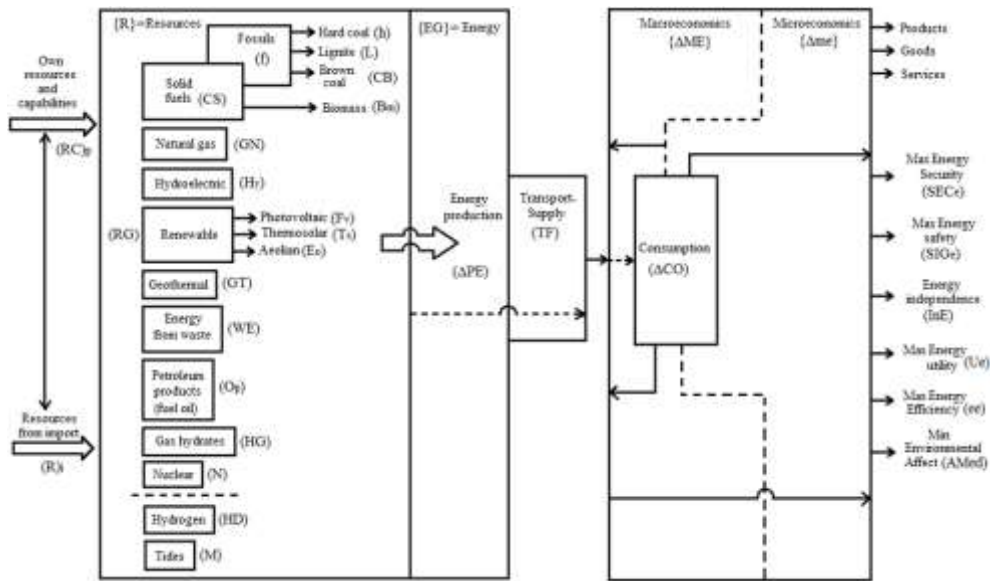 {R}=Resources
{EG}= Energy
Macroeconomics
{ΔME}
Microeconomics
{Δme}
Own
resources
and
capabilities
(RC)p
Resources
from import
(R)i
Fossuls
(f)
Hard coal (h)
Lignite (L)
Brown
coal
(CB)
Biomass (Bm)
Solid
fuels
(CS)
Natural gas
(GN)
Hydroelectric
(HT)
(RG)
Renewable
Photovoltaic (Fv)
Thermosolar (Ts)
Aeolian (Eo)
Geothermal
(GT)
Energy
from waste
(WE)
Petroleum
products
(fuel oil)
(Op)
Gas hydrates
(HG)
Nuclear
(N)
Hydrogen
(HD)
Tides
(M)
Energy
production
(ΔPE)
Transport-
Supply
(TF)
Consumption
(ΔCO)
Products
Goods
Services
Max Energy
Security
(SECe)
Max Energy
safety
(SIGe)
Energy
independence
(InE)
Max Energy
utility
(Ue)
Max Energy
Efficiency (ee)
Min
Environmental
Affect (AMed)